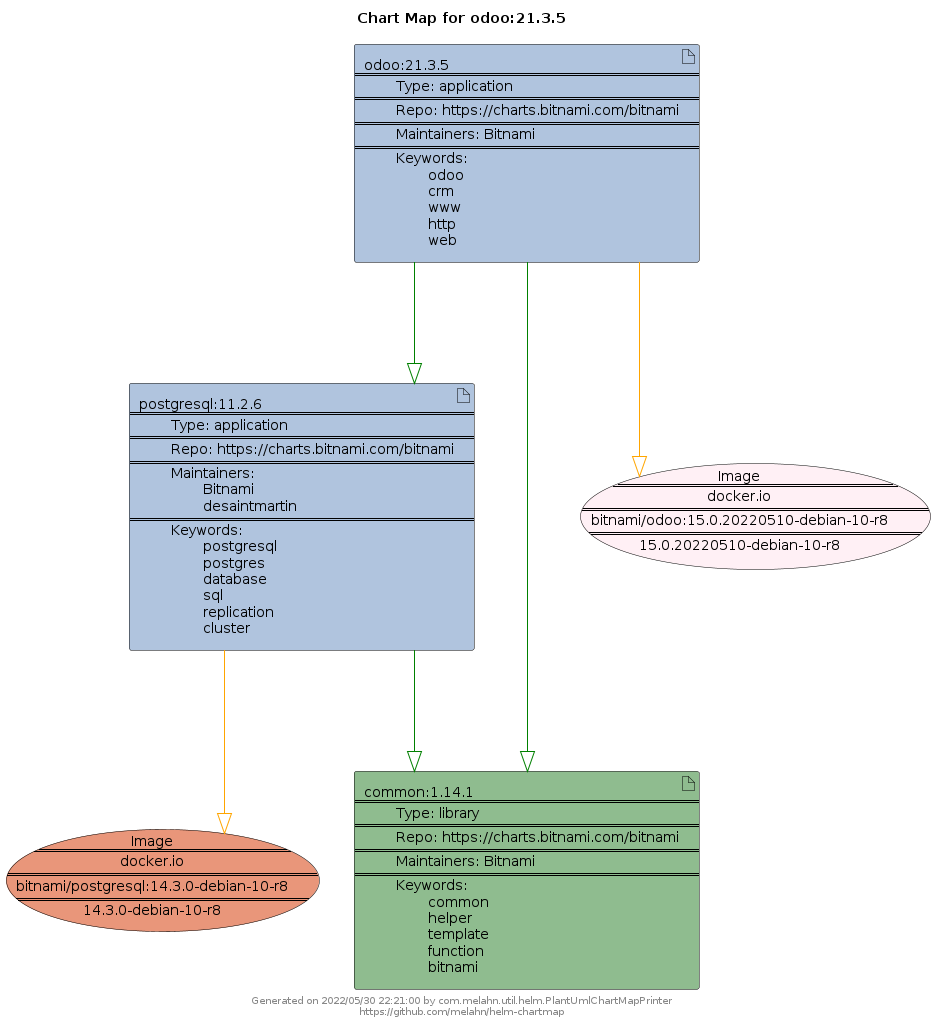 Chart Map for odoo:21.3.5
odoo:21.3.5
Type: application
Repo: https://charts.bitnami.com/bitnami
Maintainers: Bitnami
Keywords:
odoo
crm
www
http
web
postgresql:11.2.6
Type: application
Repo: https://charts.bitnami.com/bitnami
Maintainers:
Bitnami
desaintmartin
Keywords:
postgresql
postgres
database
sql
replication
cluster
Image
docker.io
bitnami/odoo:15.0.20220510-debian-10-r8
15.0.20220510-debian-10-r8
Image
docker.io
bitnami/postgresql:14.3.0-debian-10-r8
14.3.0-debian-10-r8
common:1.14.1
Type: library
Repo: https://charts.bitnami.com/bitnami
Maintainers: Bitnami
Keywords:
common
helper
template
function
bitnami
Generated on 2022/05/30 22:21:00 by com.melahn.util.helm.PlantUmlChartMapPrinter
https://github.com/melahn/helm-chartmap